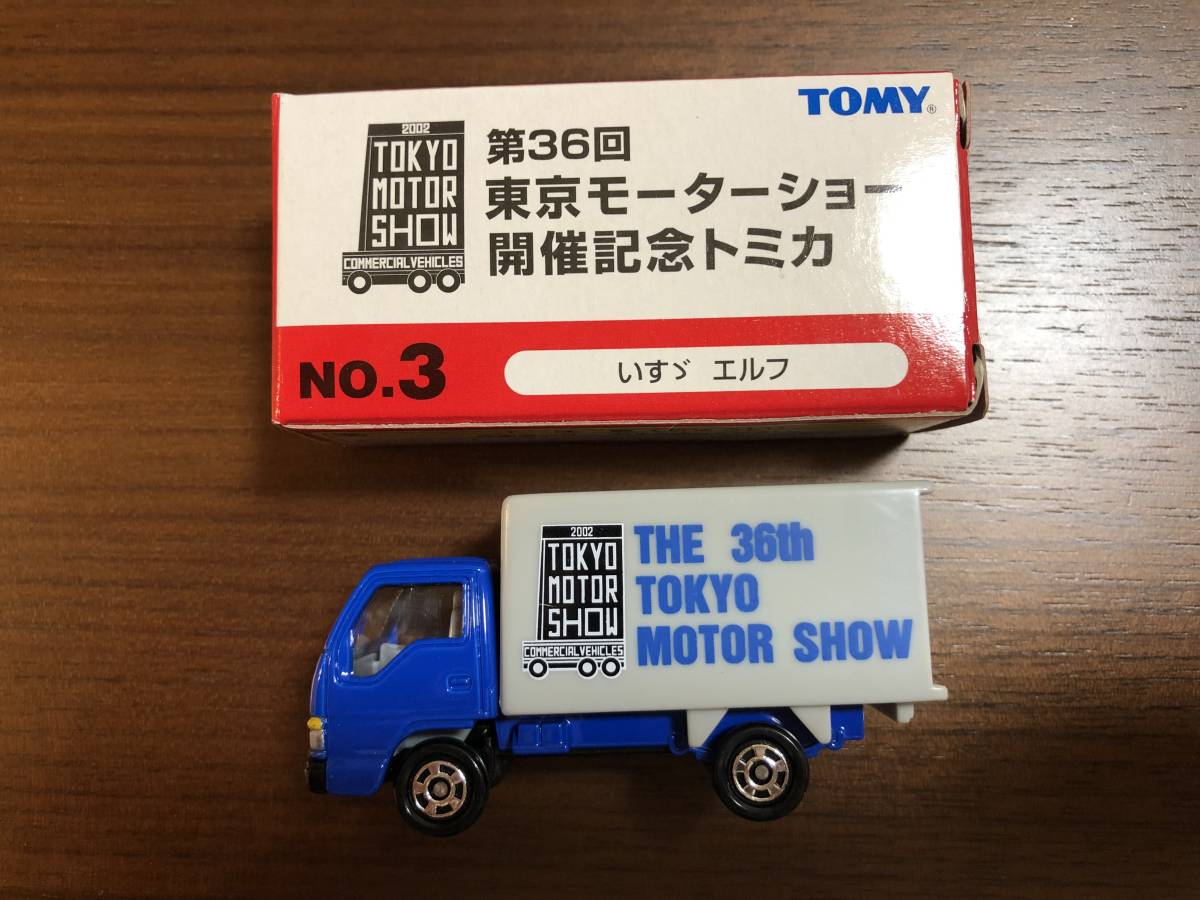 TOMY®
2002
TOKYO
MOTOR
SHOW
COMMERCIAL VEHICLES
第36回
東京モーターショー
開催記念トミカ
NO.3
いすゞ エルフ
2002
TOKYO
MOTOR
SHOW
COMMERCIAL VEHICLES
THE 36th
TOKYO
MOTOR SHOW